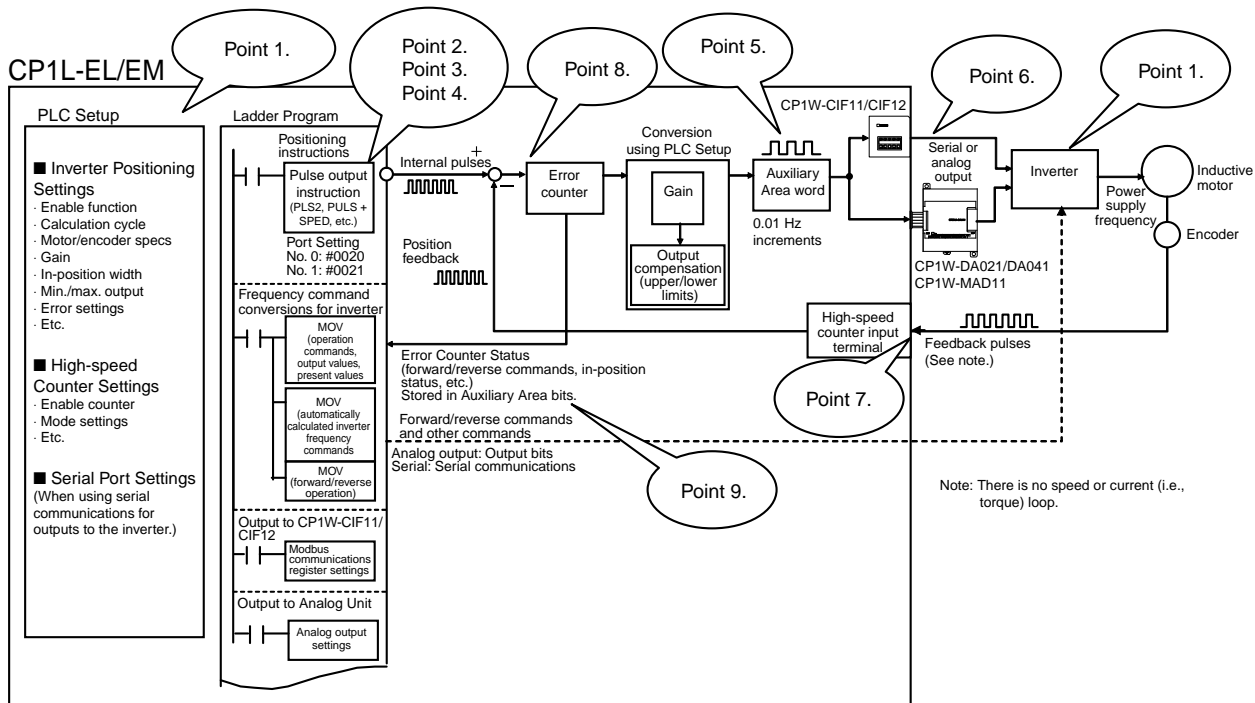 Point 1.
Point 2.
Point 3.
Point 4.
Point 8.
Point 5.
Point 6.
Point 1.
CP1L-EL/EM
PLC Setup
■ Inverter Positioning
Settings
· Enable function
· Calculation cycle
· Motor/encoder specs
· Gain
· In-position width
· Min./max. output
· Error settings
· Etc.
■ High-speed
Counter Settings
· Enable counter
· Mode settings
· Etc.
■ Serial Port Settings
(When using serial
communications for
outputs to the inverter.)
Ladder Program
Positioning
instructions
Pulse output
instruction
(PLS2, PULS +
SPED, etc.)
Port Setting
No. 0: #0020
No. 1: #0021
Frequency command
conversions for inverter
MOV
(operation
commands,
output values,
present values
MOV
(automatically
calculated inverter
frequency
commands
MOV
(forward/reverse
operation)
Output to CP1W-CIF11/
CIF12
Modbus
communications
register settings
Output to Analog Unit
Analog output
settings
Internal pulses
+
−
Position
feedback
Error
counter
Conversion
using PLC Setup
Gain
Output
compensation
(upper/lower
limits)
Auxiliary
Area word
0.01 Hz
increments
CP1W-CIF11/CIF12
Serial or
analog
output
CP1W-DA021/DA041
CP1W-MAD11
Inverter
Power
supply
frequency
Inductive
motor
Encoder
High-speed
counter input
terminal
Feedback pulses
(See note.)
Point 7.
Error Counter Status
(forward/reverse commands, in-position
status, etc.)
Stored in Auxiliary Area bits.
Forward/reverse commands
and other commands
Analog output: Output bits
Serial: Serial communications
Point 9.
Note: There is no speed or current (i.e.,
torque) loop.